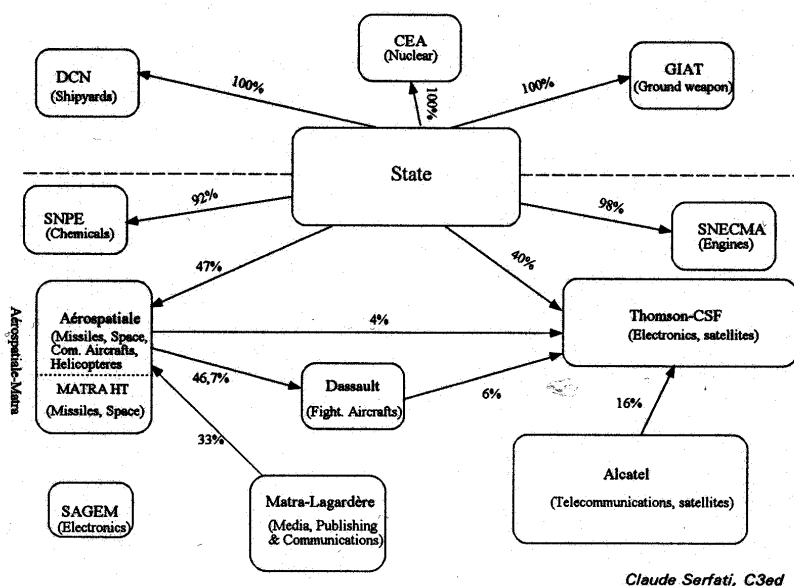 CEA
(Nuclear)
DCN
(Shipyards)
GIAT
(Ground weapon)
100%
100%
100%
State
SNPE
(Chemicals)
92%
98%
SNECMA
(Engines)
47%
40%
Aérospatiale-Matra
Aérospatiale
(Missiles, Space,
Com. Aircrafts,
Helicopteres
MATRA HT
(Missiles, Space)
4%
Thomson-CSF
(Electronics, satellites)
46,7%
Dassault
(Fight. Aircrafts)
6%
16%
33%
Alcatel
(Telecommunications, satellites)
SAGEM
(Electronics)
Matra-Lagardère
(Media, Publishing
& Communications)
Claude Serfati, C3ed